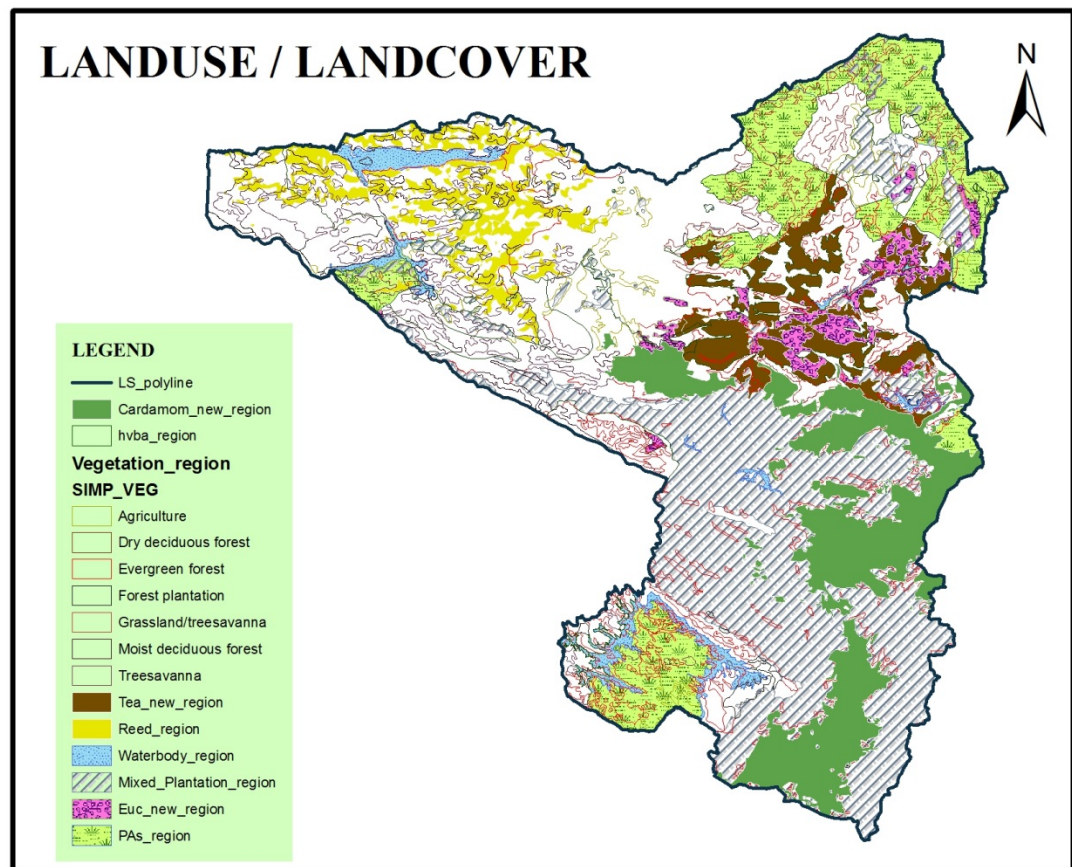 LANDUSE / LANDCOVER
N
LEGEND
LS_polyline
Cardamom_new_region
hvba_region
Vegetation_region
SIMP_VEG
Agriculture
Dry deciduous forest
Evergreen forest
Forest plantation
Grassland/treesavanna
Moist deciduous forest
Treesavanna
Tea_new_region
Reed_region
Waterbody_region
Mixed_Plantation_region
Euc_new_region
PAs_region